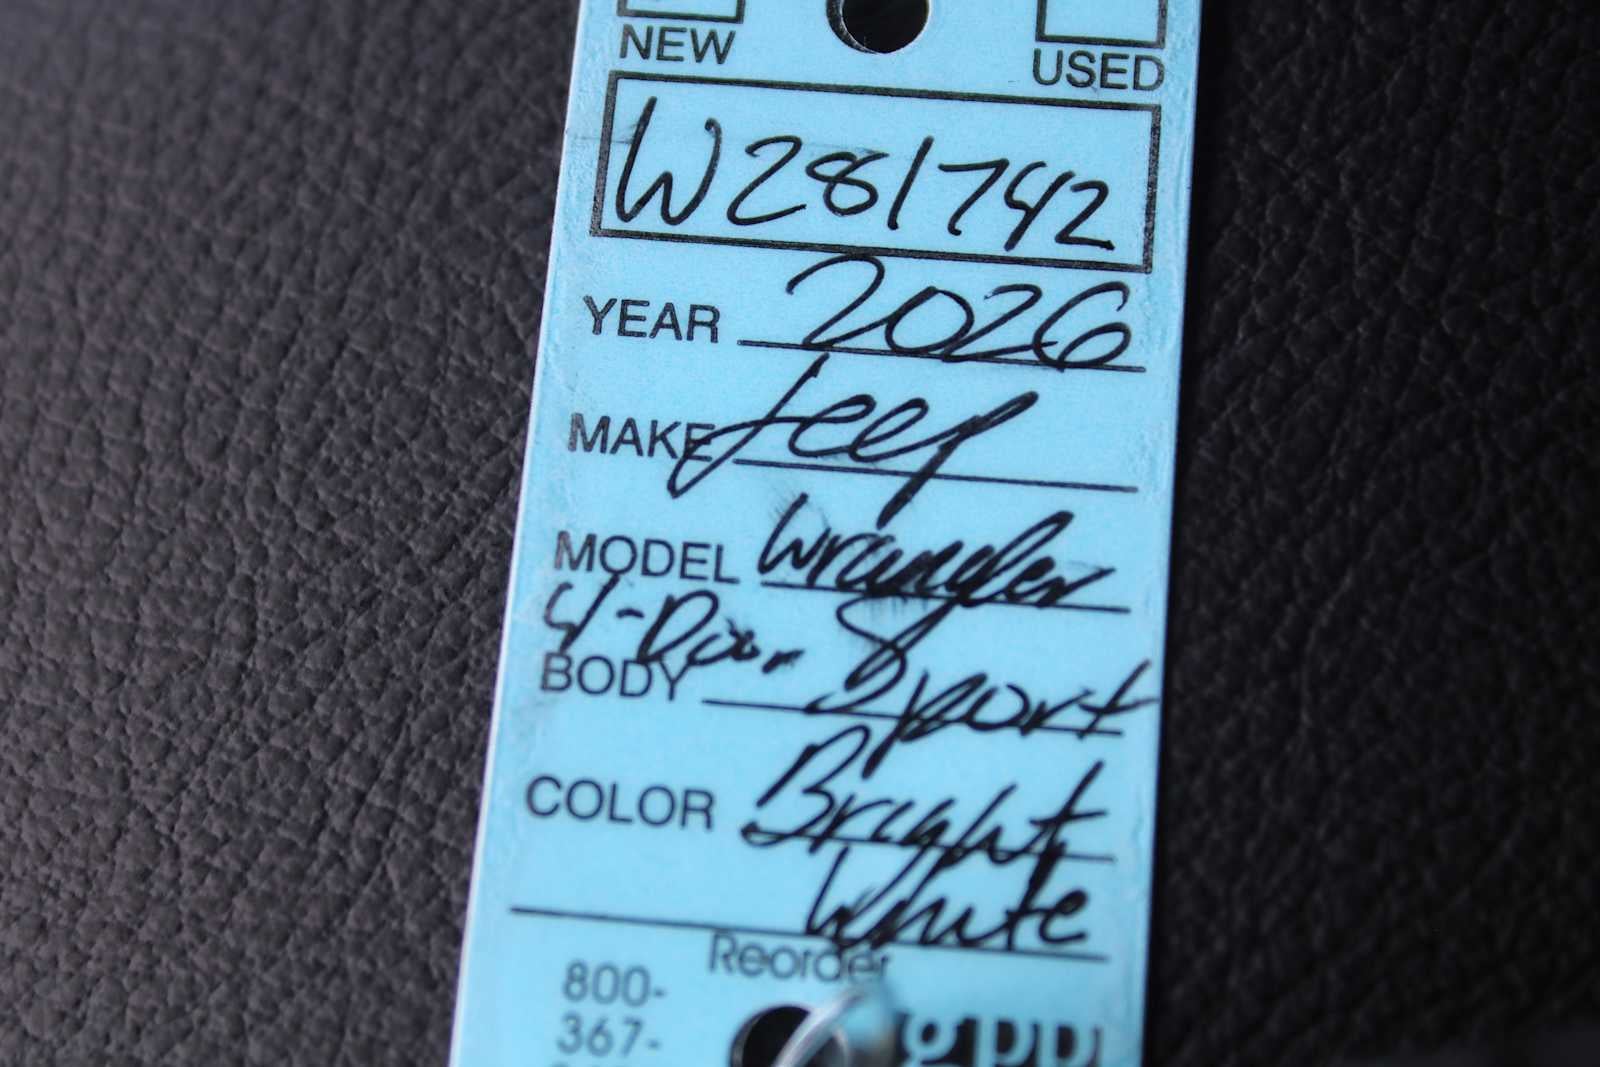 NEW USED
W281742
YEAR 2026
MAKE Jeep
MODEL Wrangler
4-Door
BODY Sport
COLOR Bright
White
Reorder
800-
367-
gpp